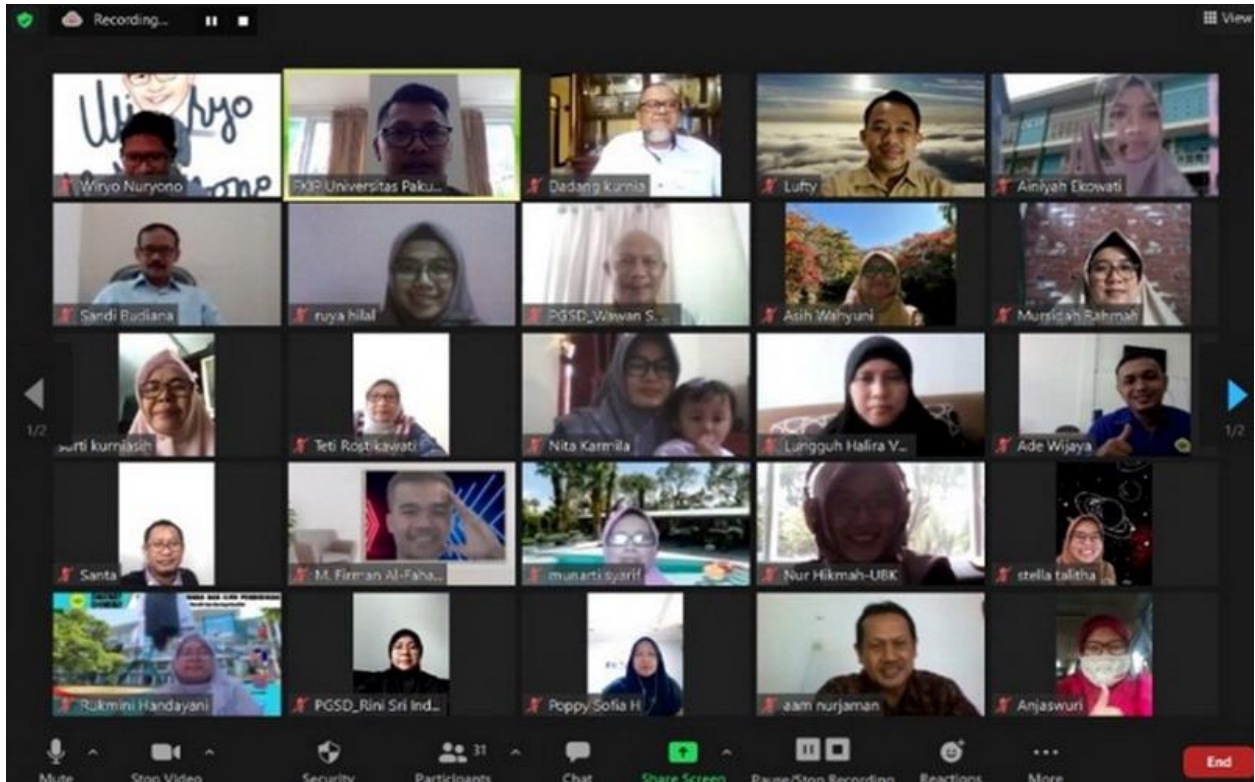 Recording...
View
Wiryo Nuryono
FKIP Universitas Paku...
Dadang kurnia
Lufty
Ainiyah Ekowati
Sandi Budiana
ruya hilal
PGSD_Wawan S...
Asih Wahyuni
Mursidah Rahmah
kurniasih
Teti Rostikawati
Nita Karmila
Lungguh Halira V...
Ade Wijaya
1/2
1/2
Santa
M. Firman Al-Faha...
munarti syarif
Nur Hikmah-UBK
stella talitha
Rukmini Handayani
PGSD_Rini Sri Ind...
Poppy Sofia H
aam nurjaman
Anjaswuri
Mute
Stop Video
Security
Participants
31
Chat
Share Screen
Pause/Stop Recording
Reactions
More
End